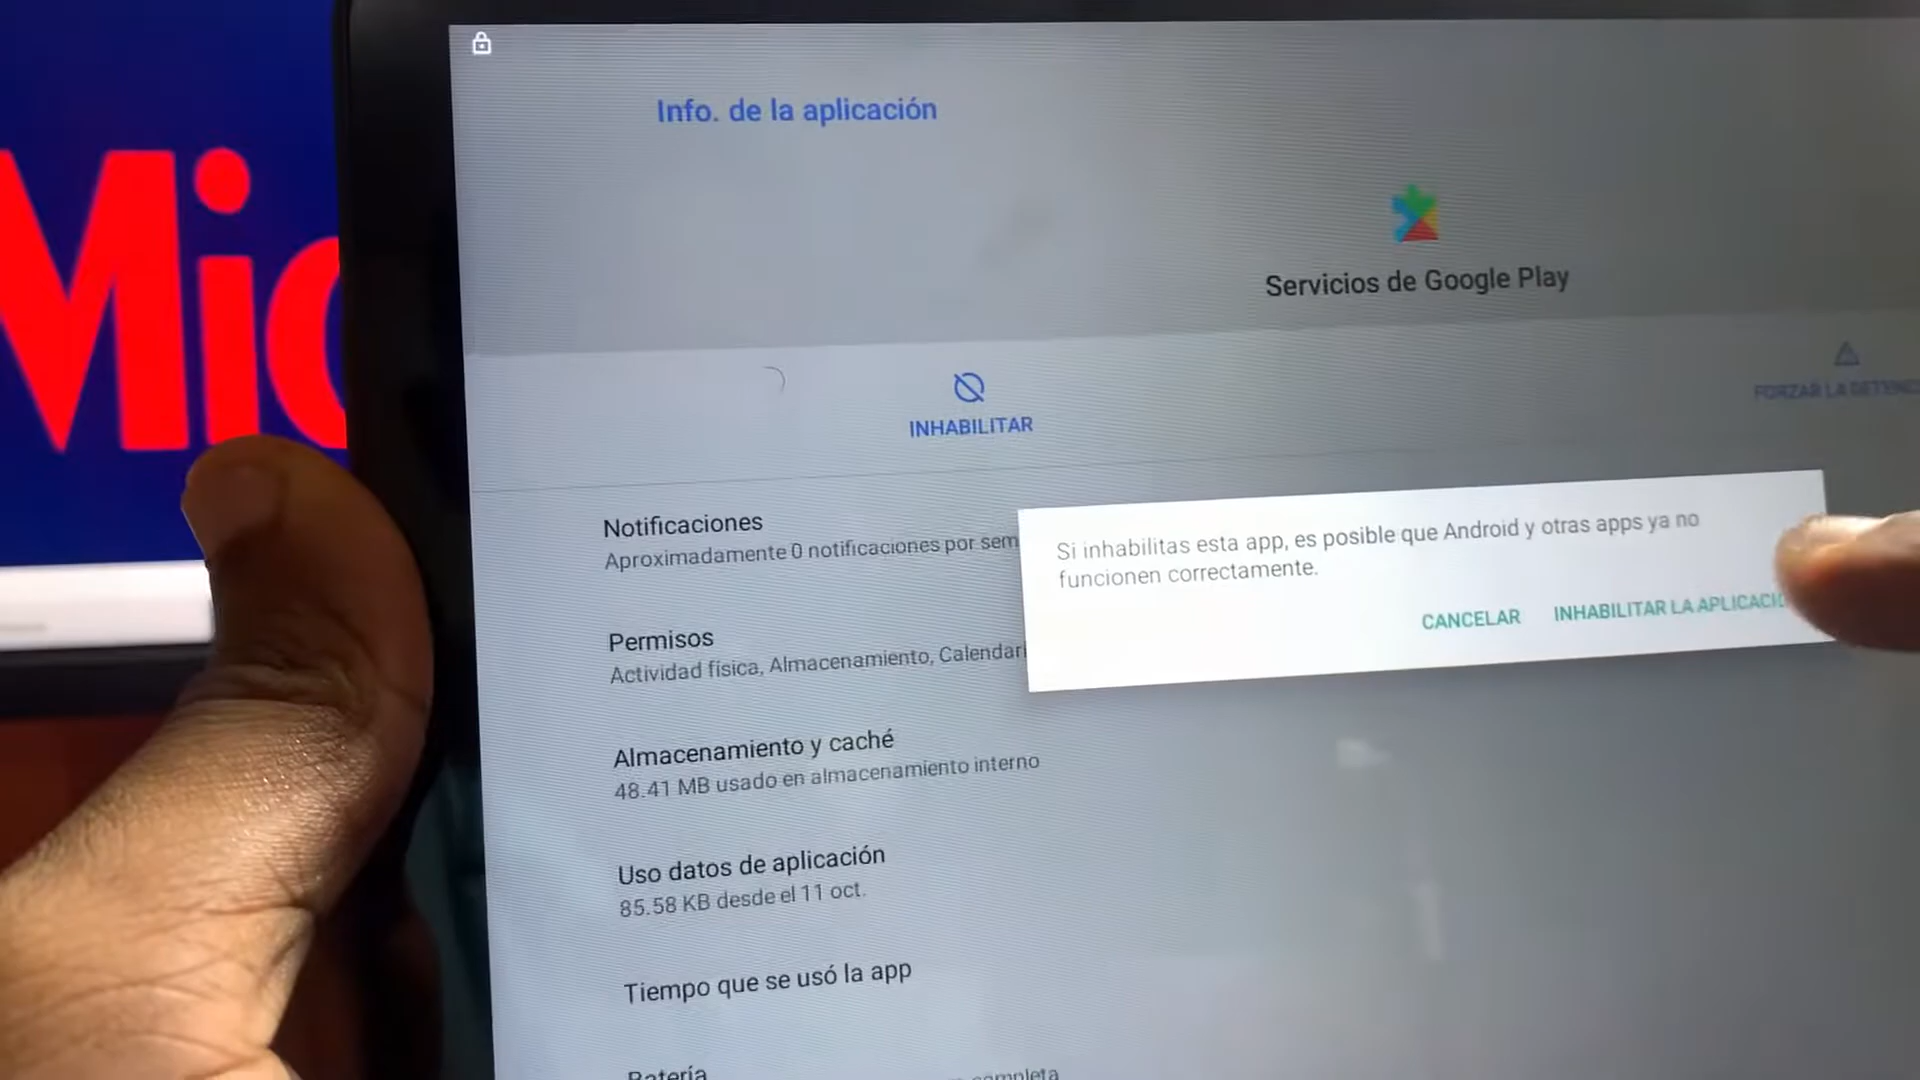 Mic
Info. de la aplicación
Servicios de Google Play
INHABILITAR
FORZAR LA DETENC
Notificaciones
Aproximadamente 0 notificaciones por sem
Si inhabilitas esta app, es posible que Android y otras apps ya no
funcionen correctamente.
CANCELAR
INHABILITAR LA APLICACIÓ
Permisos
Actividad física, Almacenamiento, Calendari
Almacenamiento y caché
48.41 MB usado en almacenamiento interno
Uso datos de aplicación
85.58 KB desde el 11 oct.
Tiempo que se usó la app
Batería
completa